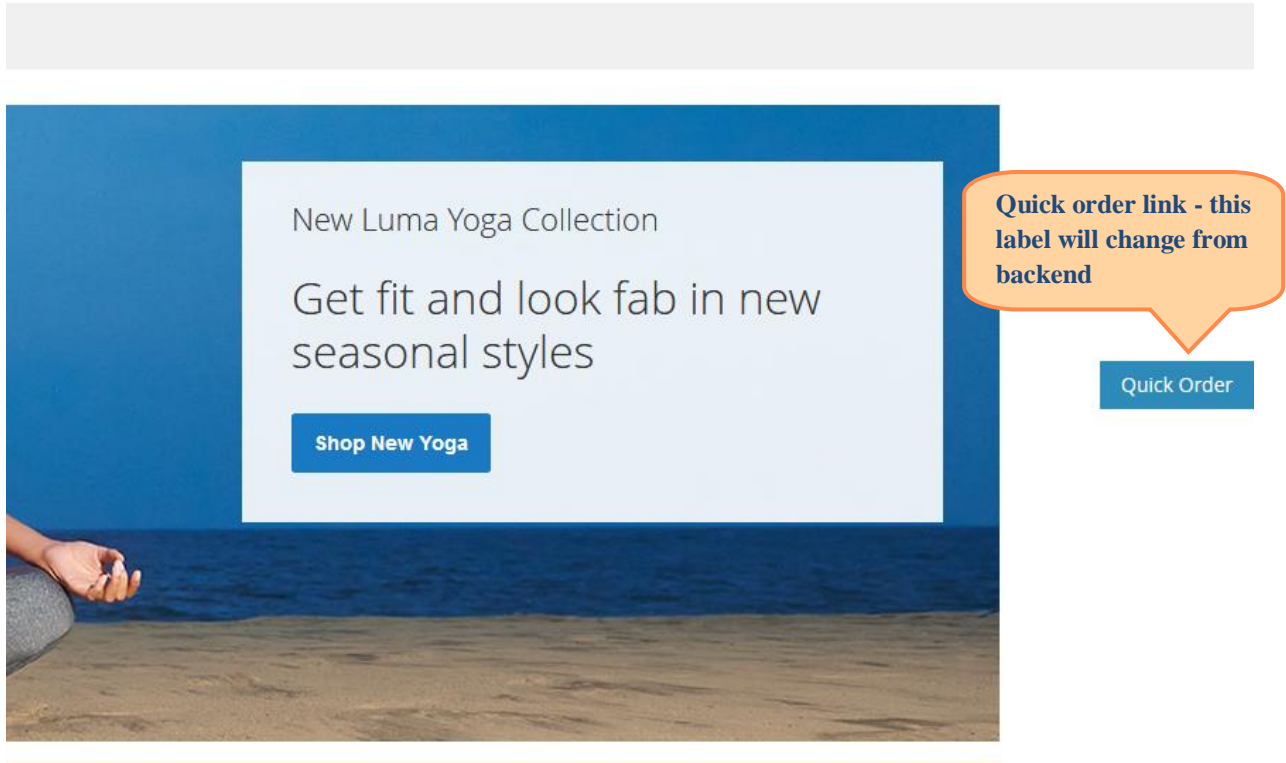 New Luma Yoga Collection
Get fit and look fab in new
seasonal styles
Shop New Yoga
Quick order link - this
label will change from
backend
Quick Order